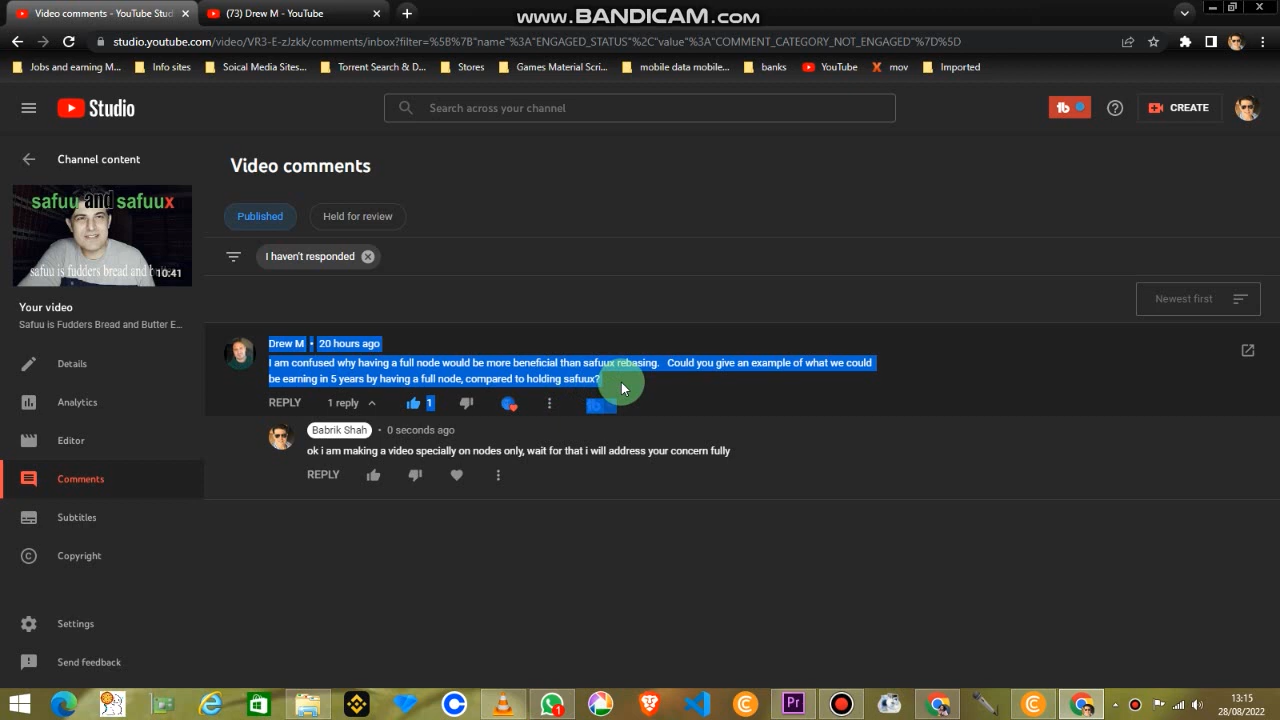 Video comments - YouTube Stud
(73) Drew M - YouTube
www.BANDICAM.com
studio.youtube.com/video/VR3-E-zJzkk/comments/inbox?filter=%5B%7B"name"%3A"ENGAGED_STATUS"%2C"value"%3A"COMMENT_CATEGORY_NOT_ENGAGED"%7D%5D
Jobs and earning M...
Info sites
Soical Media Sites...
Torrent Search & D...
Stores
Games Material Scri...
mobile data mobile...
banks
YouTube
mov
Imported
Studio
Search across your channel
CREATE
Channel content
Video comments
safuu and safuux
safuu is fudders bread and b
10:41
Published
Held for review
I haven't responded
Your video
Safuu is Fudders Bread and Butter E...
Newest first
Details
Analytics
Editor
Comments
Subtitles
Copyright
Settings
Send feedback
Drew M • 20 hours ago
I am confused why having a full node would be more beneficial than safuux rebasing. Could you give an example of what we could
be earning in 5 years by having a full node, compared to holding safuux?
REPLY 1 reply 1
Babrik Shah • 0 seconds ago
ok i am making a video specially on nodes only, wait for that i will address your concern fully
REPLY
13:15
28/08/2022